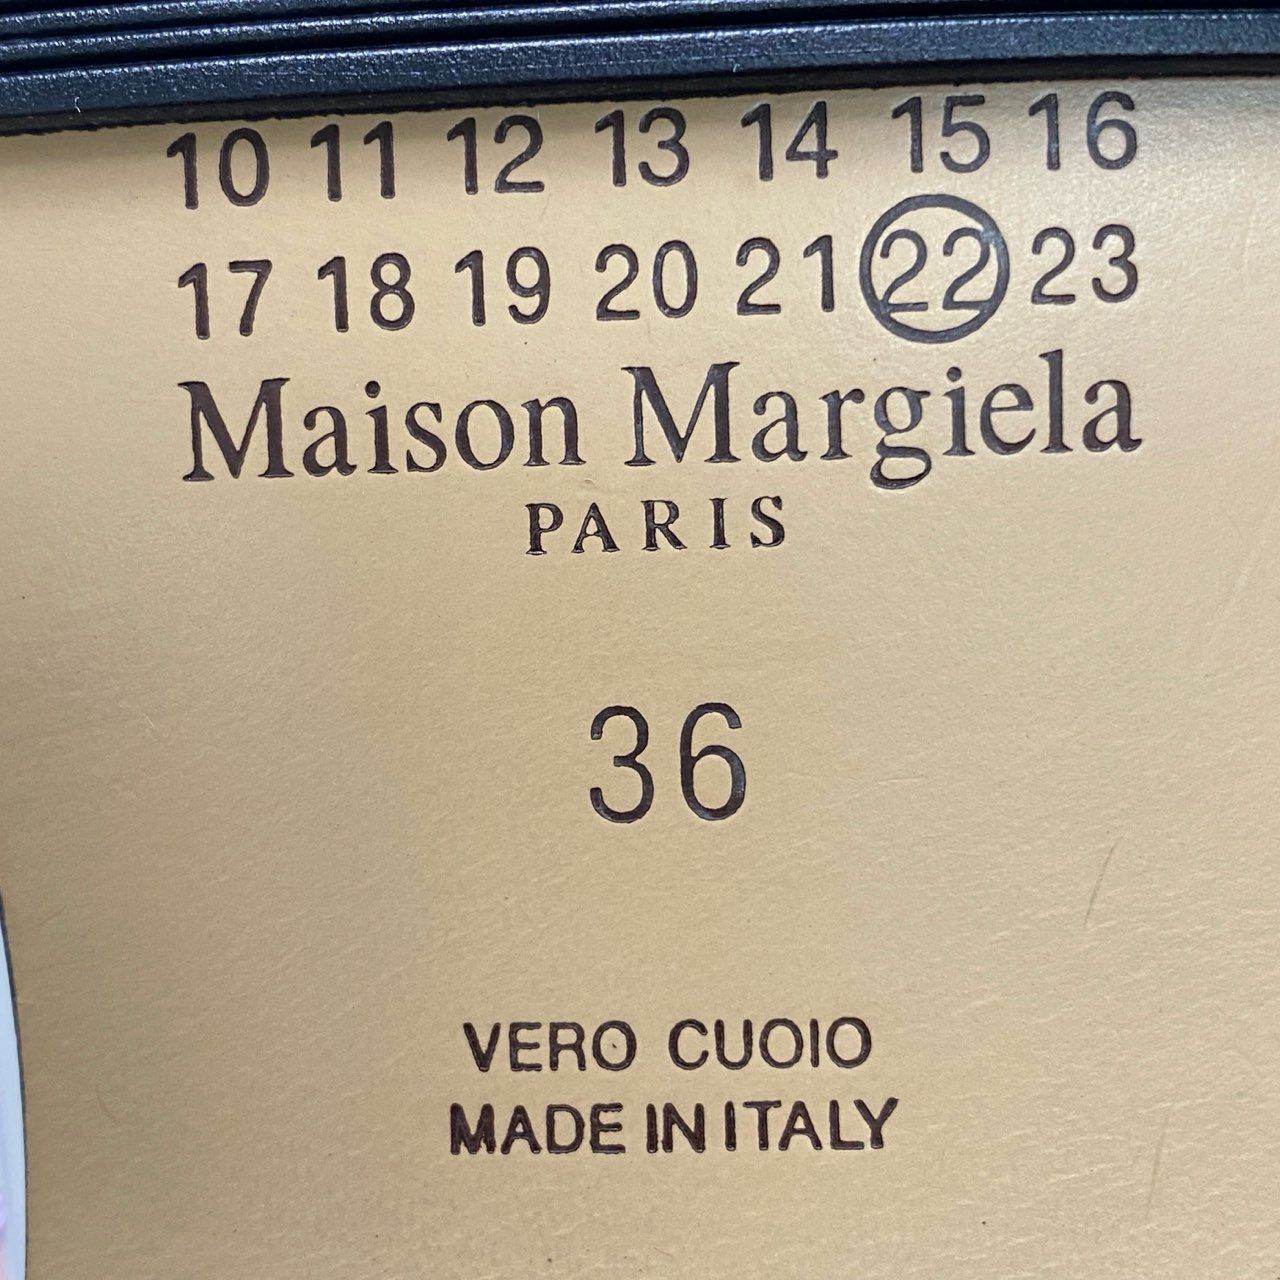 10 11 12 13 14 15 16
17 18 19 20 21 22 23
Maison Margiela
PARIS
36
VERO CUOIO
MADE IN ITALY